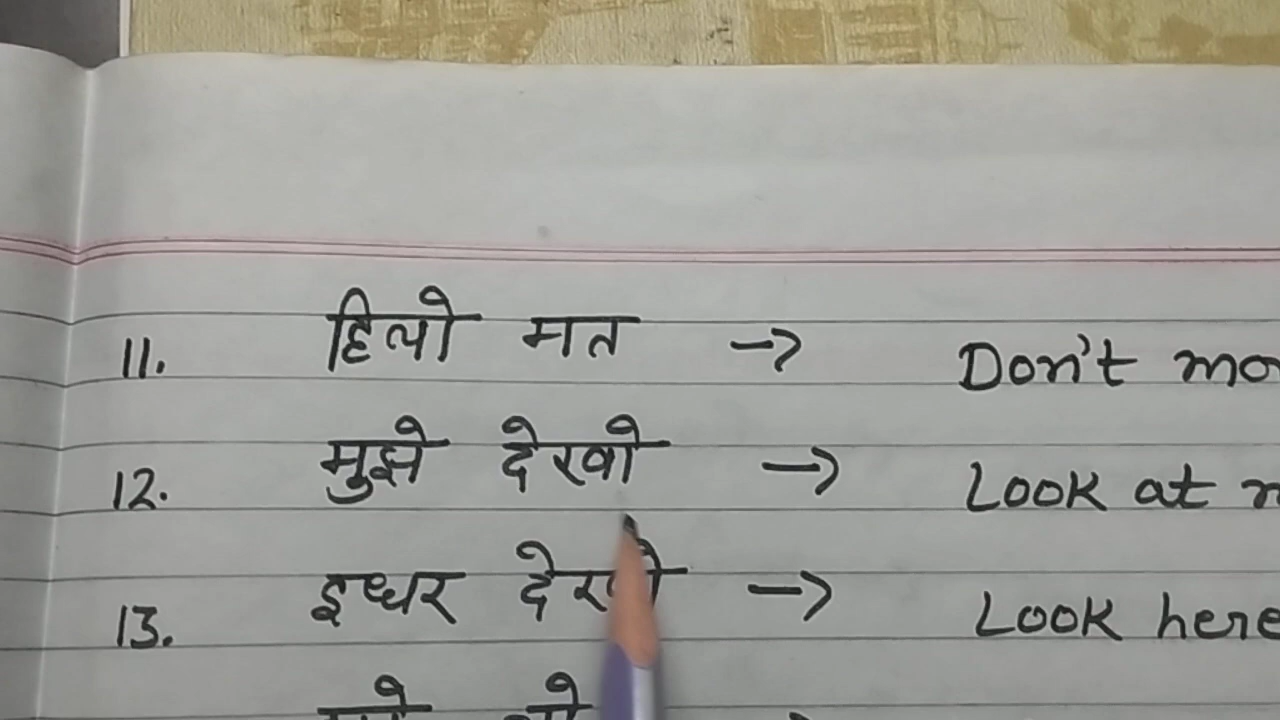 11. हिलो मत → Don't mo
12. मुझे देखो → Look at
13. इधर देखो → Look here